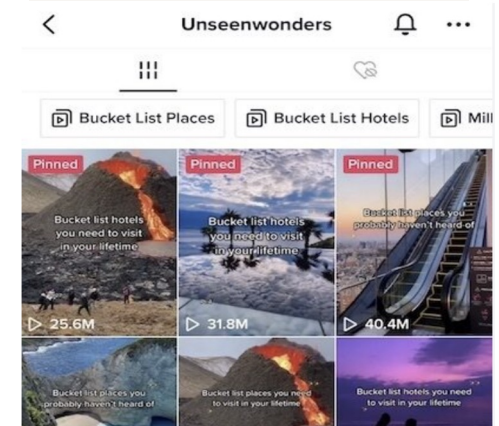 Unseenwonders
Bucket List Places
Bucket List Hotels
Mill
Pinned
Bucket list hotels
you need to visit
in your lifetime
25.6M
Pinned
Bucket list hotels
you need to visit
in your lifetime
31.8M
Pinned
Bucket list places you
probably haven't heard of
40.4M
Bucket list places you
probably haven't heard of
Bucket list places you need
to visit in your lifetime
Bucket list hotels you need
to visit in your lifetime